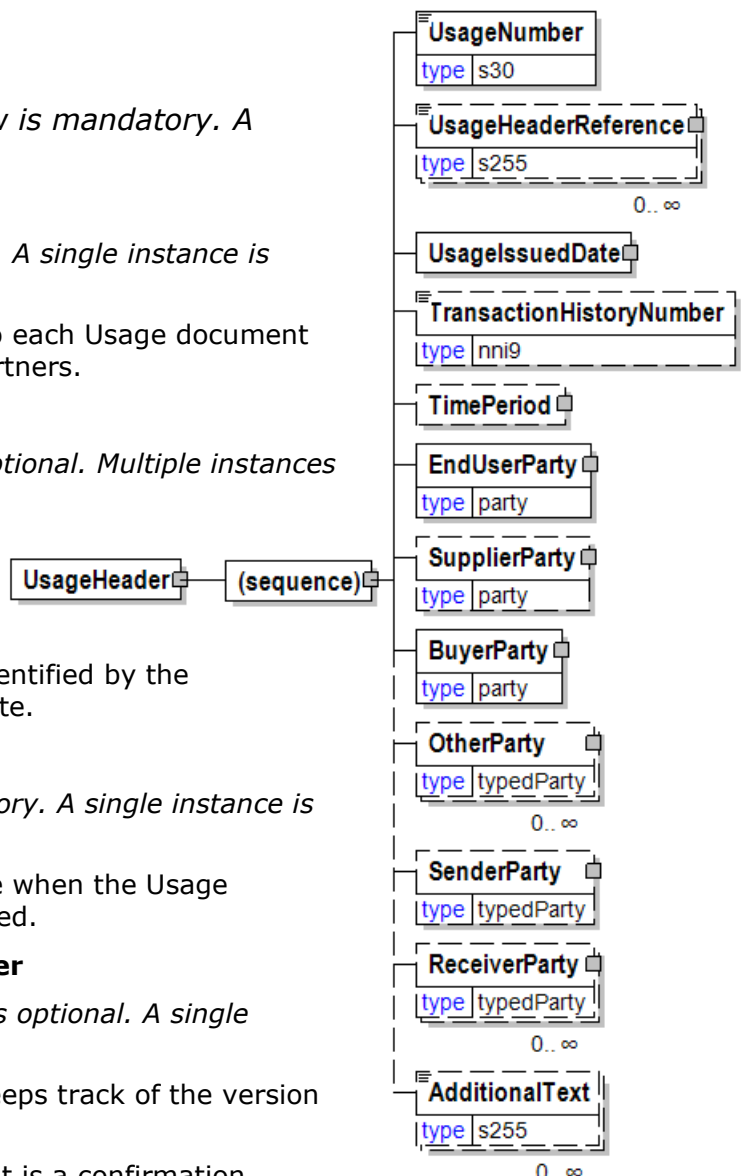 v is mandatory. A
. A single instance is
o each Usage document
rtners.
otional. Multiple instances
entified by the
te.
ory. A single instance is
e when the Usage
ed.
er
s optional. A single
eeps track of the version
t is a confirmation
UsageHeader
(sequence)
UsageNumber
type s30
UsageHeaderReference
type s255
0.. ∞
UsageIssuedDate
TransactionHistoryNumber
type nni9
TimePeriod
EndUserParty
type party
SupplierParty
type party
BuyerParty
type party
OtherParty
type typedParty
0.. ∞
SenderParty
type typedParty
ReceiverParty
type typedParty
0.. ∞
AdditionalText
type s255
0.. ∞